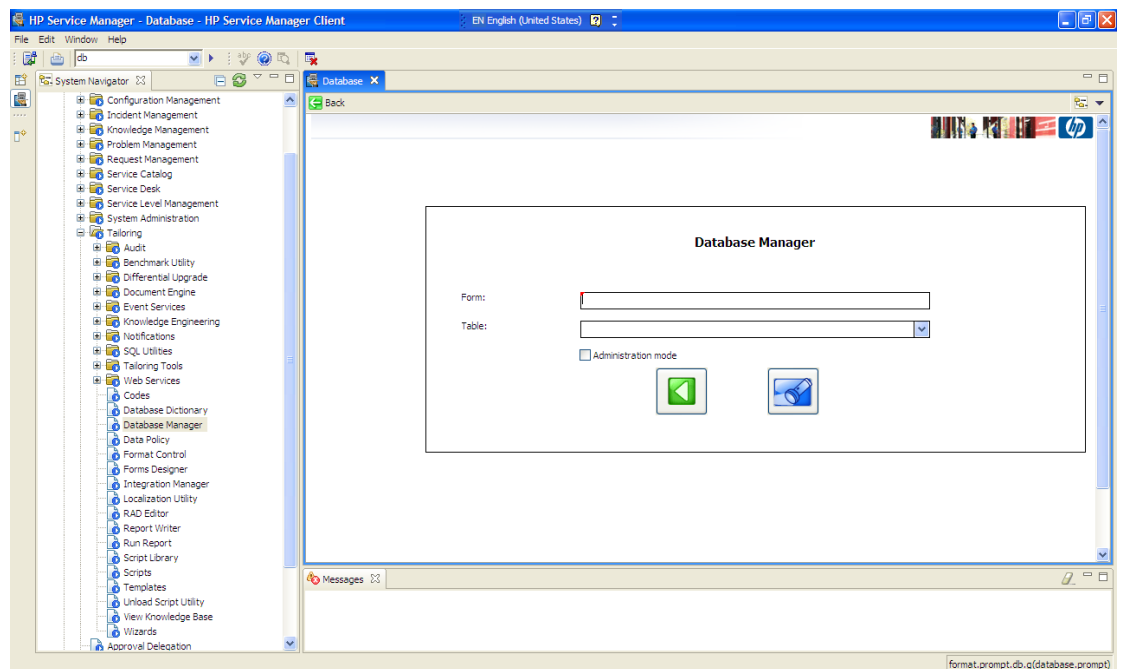 HP Service Manager - Database - HP Service Manager Client
EN English (United States)
File Edit Window Help
db
System Navigator
Configuration Management
Incident Management
Knowledge Management
Problem Management
Request Management
Service Catalog
Service Desk
Service Level Management
System Administration
Tailoring
Audit
Benchmark Utility
Differential Upgrade
Document Engine
Event Services
Knowledge Engineering
Notifications
SQL Utilities
Tailoring Tools
Web Services
Codes
Database Dictionary
Database Manager
Data Policy
Format Control
Forms Designer
Integration Manager
Localization Utility
RAD Editor
Report Writer
Run Report
Script Library
Scripts
Templates
Unload Script Utility
View Knowledge Base
Wizards
Approval Delegation
Database
Back
hp
Database Manager
Form:
Table:
Administration mode
Messages
format.prompt.db.g(database.prompt)